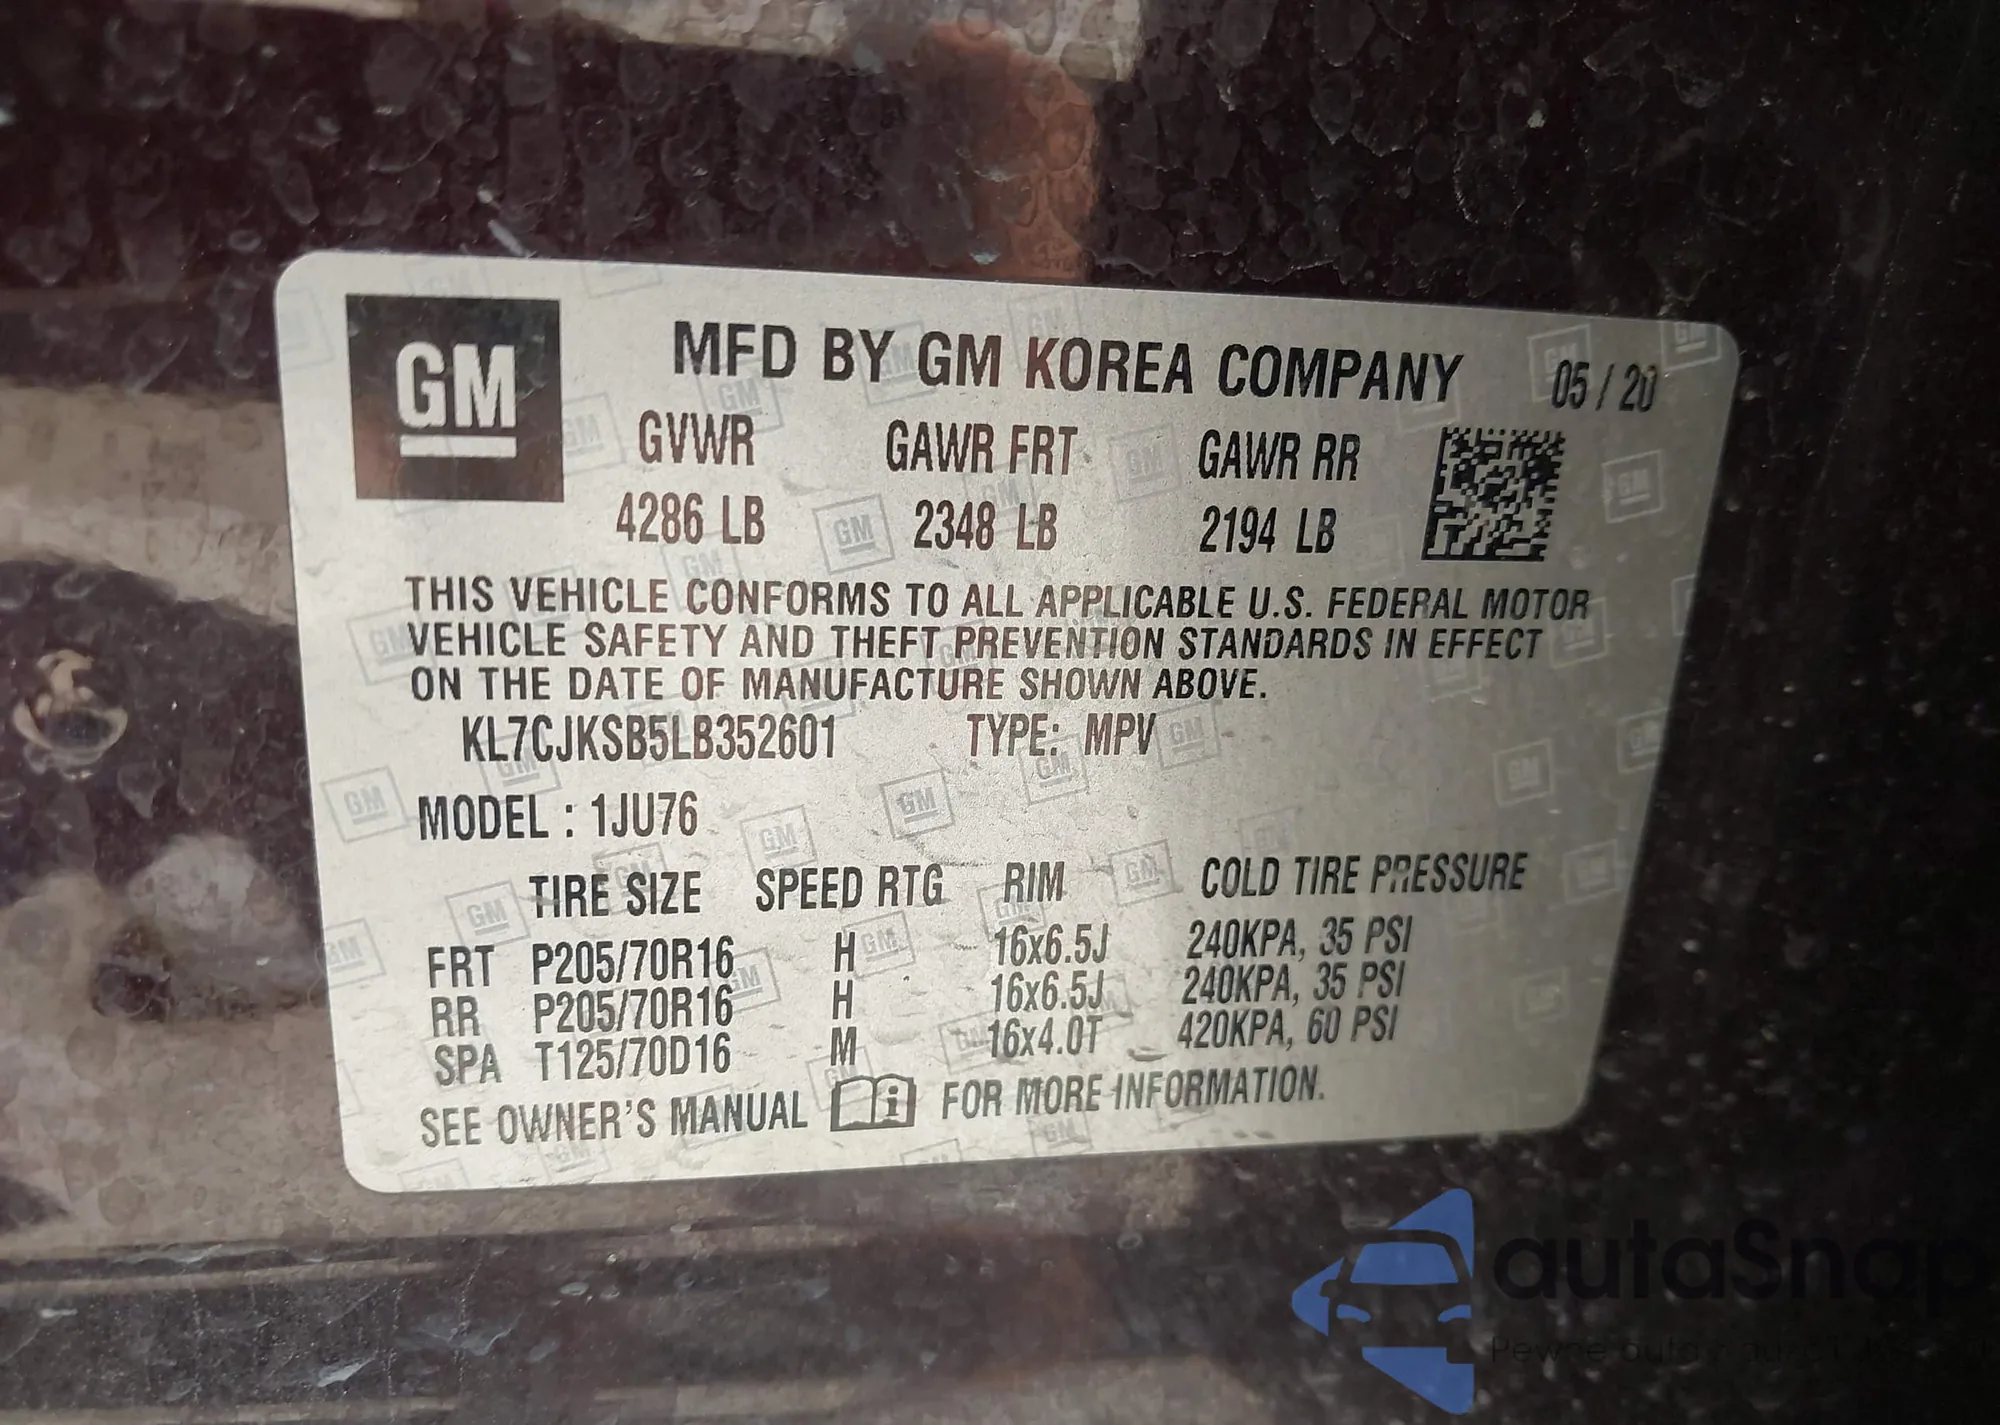 GM
MFD BY GM KOREA COMPANY 05 / 20
GVWR GAWR FRT GAWR RR
4286 LB 2348 LB 2194 LB
THIS VEHICLE CONFORMS TO ALL APPLICABLE U.S. FEDERAL MOTOR
VEHICLE SAFETY AND THEFT PREVENTION STANDARDS IN EFFECT
ON THE DATE OF MANUFACTURE SHOWN ABOVE.
KL7CJKSB5LB352601 TYPE: MPV
MODEL : 1JU76
TIRE SIZE SPEED RTG RIM COLD TIRE PRESSURE
FRT P205/70R16 H 16x6.5J 240KPA, 35 PSI
RR P205/70R16 H 16x6.5J 240KPA, 35 PSI
SPA T125/70D16 M 16x4.0T 420KPA, 60 PSI
SEE OWNER'S MANUAL i FOR MORE INFORMATION.
autaSnap
Pewne auta